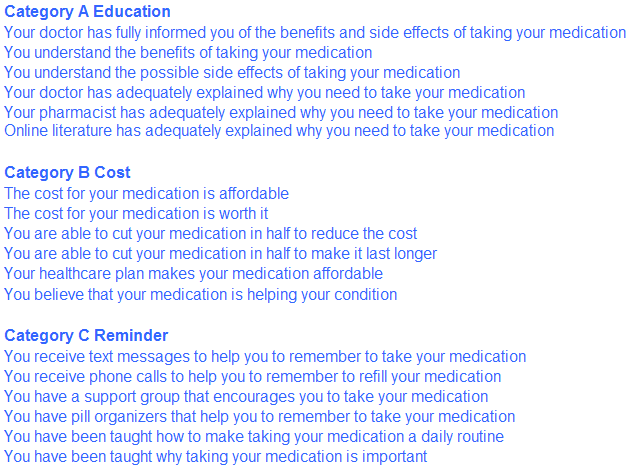 Category A Education
Your doctor has fully informed you of the benefits and side effects of taking your medication
You understand the benefits of taking your medication
You understand the possible side effects of taking your medication
Your doctor has adequately explained why you need to take your medication
Your pharmacist has adequately explained why you need to take your medication
Online literature has adequately explained why you need to take your medication
Category B Cost
The cost for your medication is affordable
The cost for your medication is worth it
You are able to cut your medication in half to reduce the cost
You are able to cut your medication in half to make it last longer
Your healthcare plan makes your medication affordable
You believe that your medication is helping your condition
Category C Reminder
You receive text messages to help you to remember to take your medication
You receive phone calls to help you to remember to refill your medication
You have a support group that encourages you to take your medication
You have pill organizers that help you to remember to take your medication
You have been taught how to make taking your medication a daily routine
You have been taught why taking your medication is important